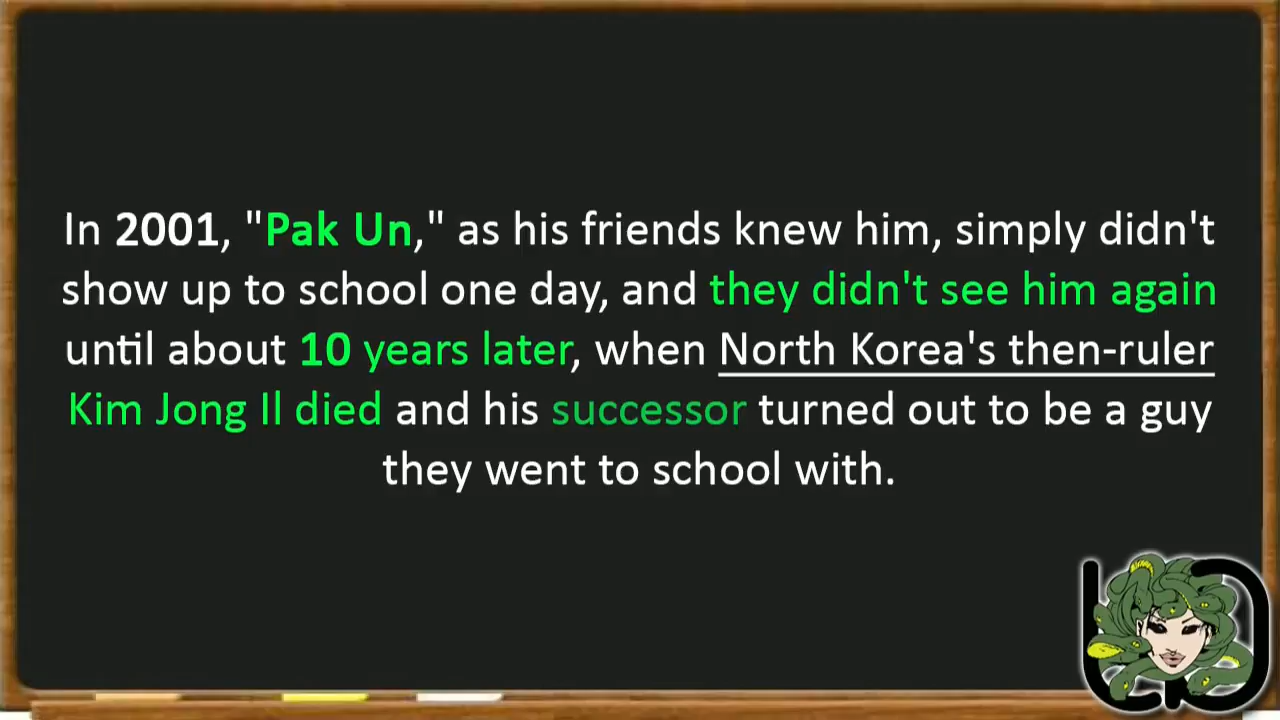 In 2001, "Pak Un," as his friends knew him, simply didn't
show up to school one day, and they didn't see him again
until about 10 years later, when North Korea's then-ruler
Kim Jong Il died and his successor turned out to be a guy
they went to school with.